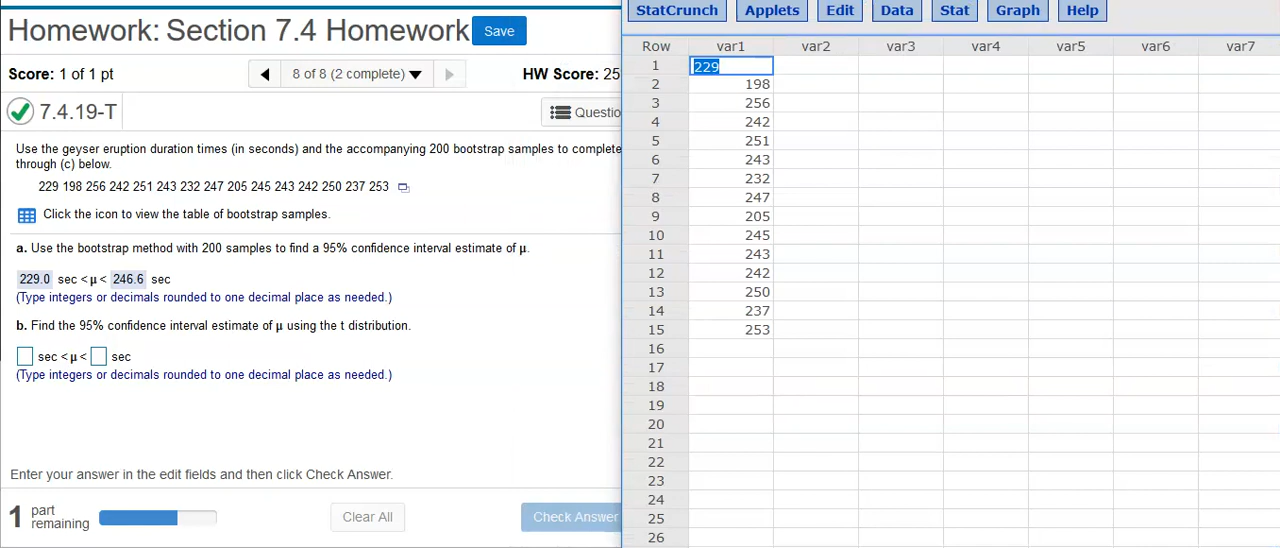 Homework: Section 7.4 Homework Save
Score: 1 of 1 pt 8 of 8 (2 complete) HW Score: 25
7.4.19-T Questio
Use the geyser eruption duration times (in seconds) and the accompanying 200 bootstrap samples to complete
through (c) below.
229 198 256 242 251 243 232 247 205 245 243 242 250 237 253
Click the icon to view the table of bootstrap samples.
a. Use the bootstrap method with 200 samples to find a 95% confidence interval estimate of μ.
229.0 sec < μ < 246.6 sec
(Type integers or decimals rounded to one decimal place as needed.)
b. Find the 95% confidence interval estimate of μ using the t distribution.
sec < μ < sec
(Type integers or decimals rounded to one decimal place as needed.)
Enter your answer in the edit fields and then click Check Answer.
1 part
remaining
Clear All Check Answer
StatCrunch Applets Edit Data Stat Graph Help
Row var1 var2 var3 var4 var5 var6 var7
1 229
2 198
3 256
4 242
5 251
6 243
7 232
8 247
9 205
10 245
11 243
12 242
13 250
14 237
15 253
16
17
18
19
20
21
22
23
24
25
26